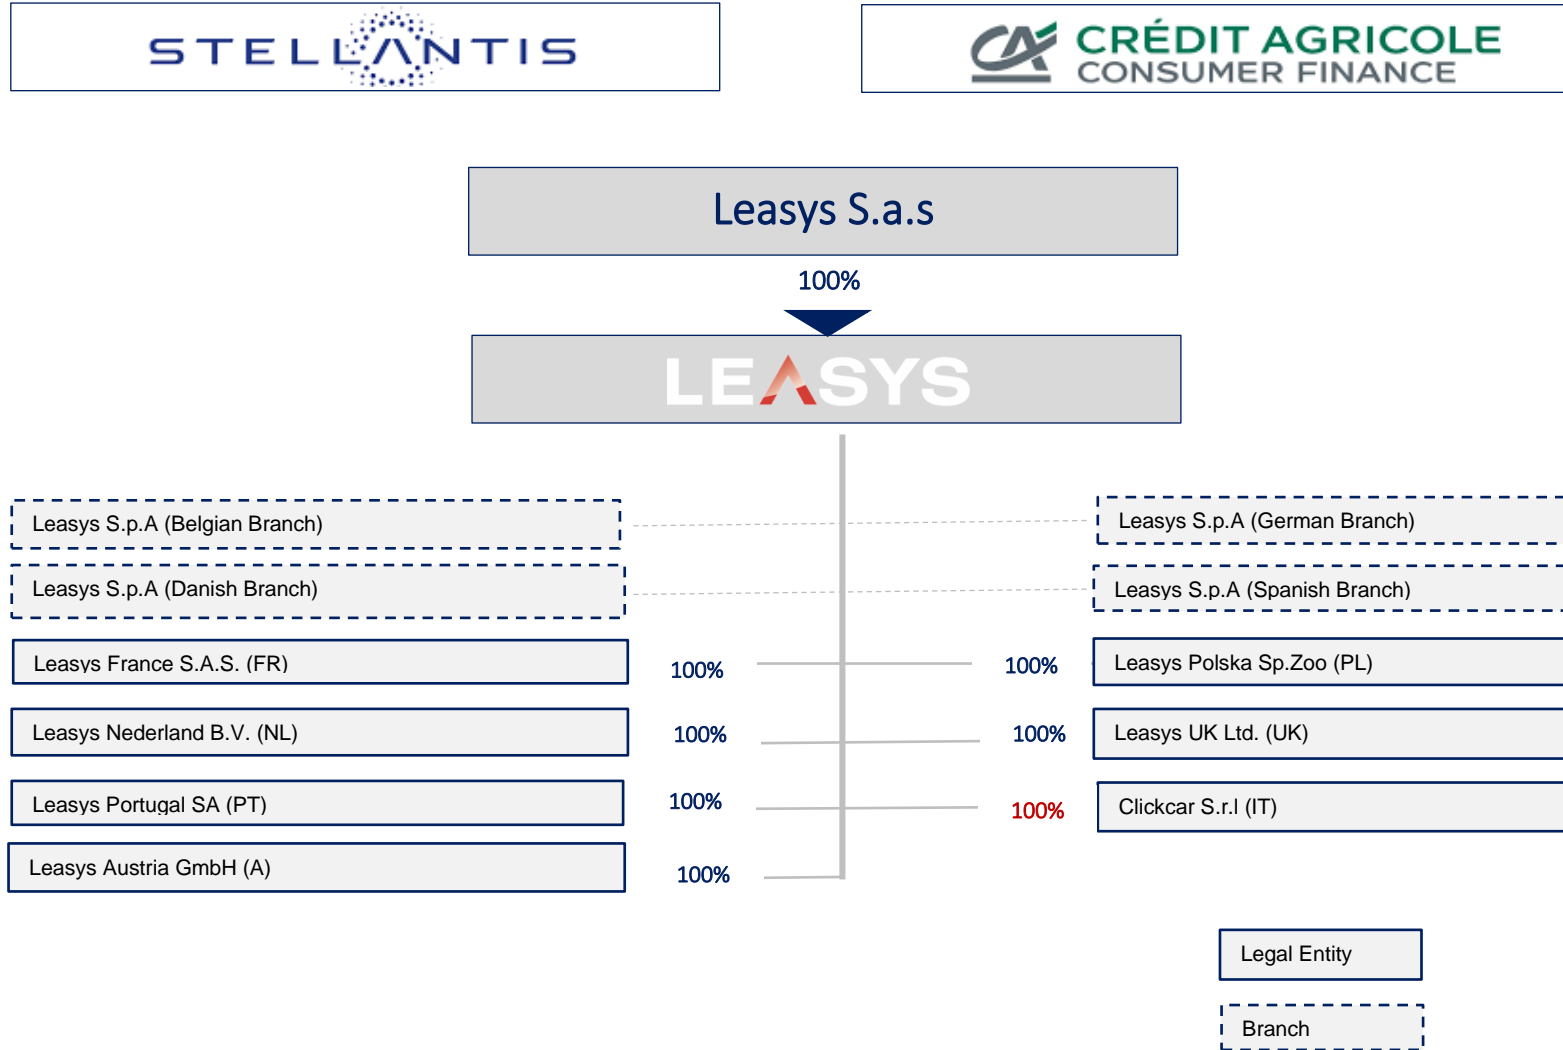 STELLANTIS
CRÉDIT AGRICOLE
CONSUMER FINANCE
Leasys S.a.s
100%
LEASYS
Leasys S.p.A (Belgian Branch)
Leasys S.p.A (German Branch)
Leasys S.p.A (Danish Branch)
Leasys S.p.A (Spanish Branch)
Leasys France S.A.S. (FR)
100%
100%
Leasys Polska Sp.Zoo (PL)
Leasys Nederland B.V. (NL)
100%
100%
Leasys UK Ltd. (UK)
Leasys Portugal SA (PT)
100%
100%
Clickcar S.r.l (IT)
Leasys Austria GmbH (A)
100%
Legal Entity
Branch